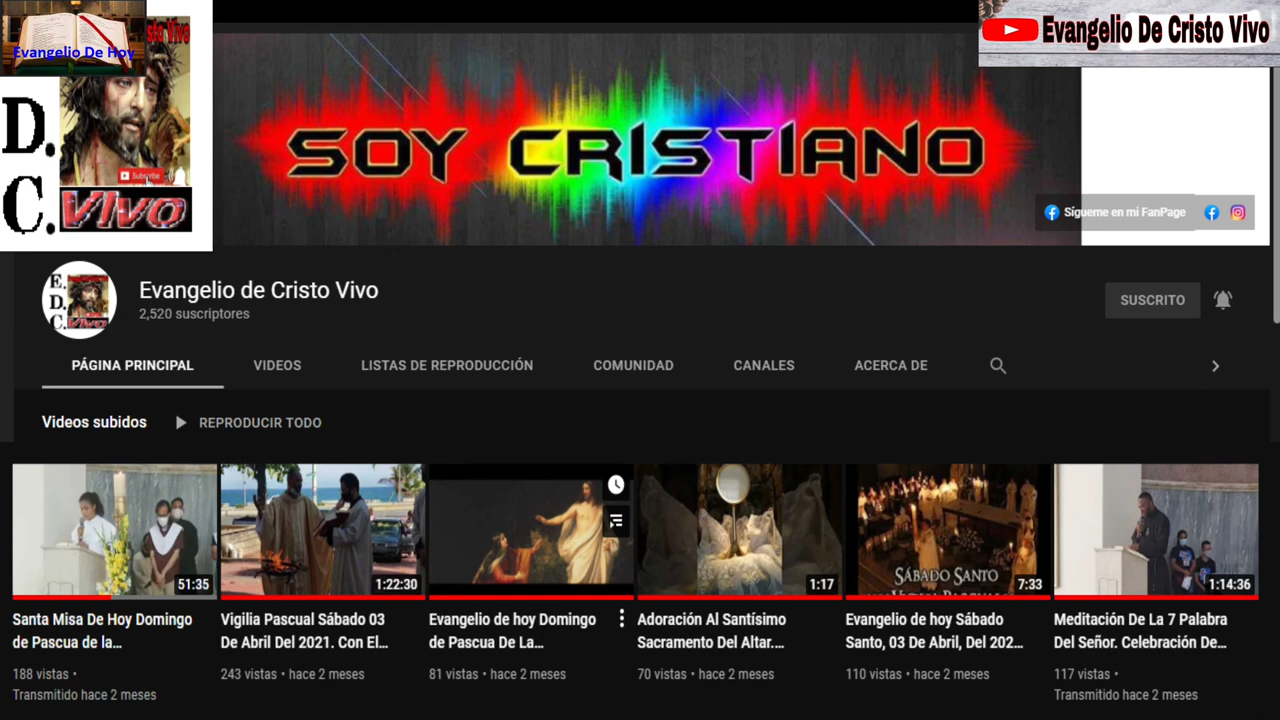 sto Vivo
Evangelio De Hoy
D.
C.
Subscribe
Vivo
Evangelio De Cristo Vivo
SOY CRISTIANO
Sígueme en mi FanPage
E.
D.
C.
Vivo
Evangelio de Cristo Vivo
2,520 suscriptores
SUSCRITO
PÁGINA PRINCIPAL
VIDEOS
LISTAS DE REPRODUCCIÓN
COMUNIDAD
CANALES
ACERCA DE
Videos subidos
REPRODUCIR TODO
51:35
1:22:30
1:17
SÁBADO SANTO
7:33
1:14:36
Santa Misa De Hoy Domingo
de Pascua de la...
188 vistas •
Transmitido hace 2 meses
Vigilia Pascual Sábado 03
De Abril Del 2021. Con El...
243 vistas • hace 2 meses
Evangelio de hoy Domingo
de Pascua De La...
81 vistas • hace 2 meses
Adoración Al Santísimo
Sacramento Del Altar....
70 vistas • hace 2 meses
Evangelio de hoy Sábado
Santo, 03 De Abril, Del 202...
110 vistas • hace 2 meses
Meditación De La 7 Palabra
Del Señor. Celebración De...
117 vistas •
Transmitido hace 2 meses